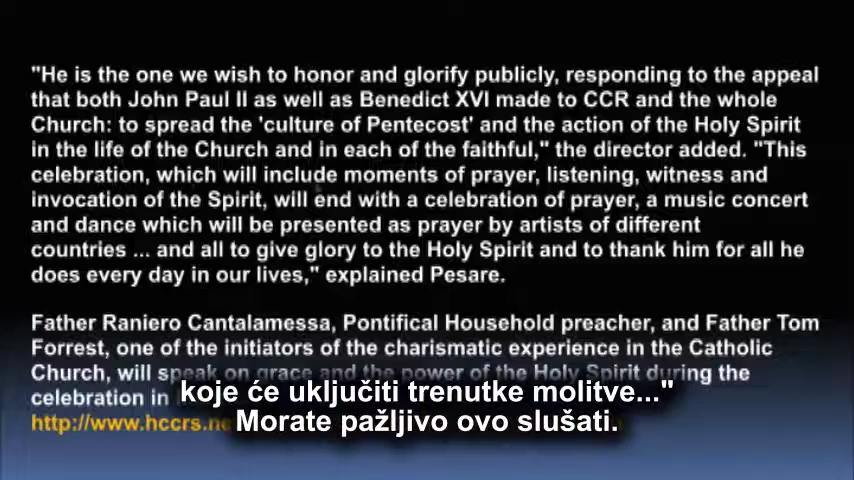 "He is the one we wish to honor and glorify publicly, responding to the appeal
that both John Paul II as well as Benedict XVI made to CCR and the whole
Church: to spread the 'culture of Pentecost' and the action of the Holy Spirit
in the life of the Church and in each of the faithful," the director added. "This
celebration, which will include moments of prayer, listening, witness and
invocation of the Spirit, will end with a celebration of prayer, a music concert
and dance which will be presented as prayer by artists of different
countries ... and all to give glory to the Holy Spirit and to thank him for all he
does every day in our lives," explained Pesare.
Father Raniero Cantalamessa, Pontifical Household preacher, and Father Tom
Forrest, one of the initiators of the charismatic experience in the Catholic
Church, will speak on grace and the power of the Holy Spirit during the
celebration in
http://www.hccrs.ne
koje će uključiti trenutke molitve..."
Morate pažljivo ovo slušati.